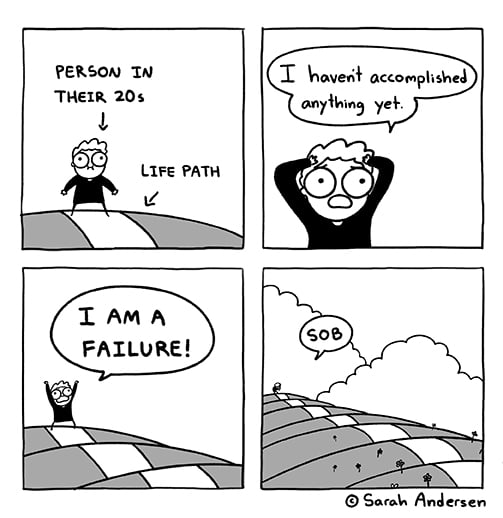 PERSON IN
THEIR 20s
LIFE PATH
I haven't accomplished
anything yet.
I AM A
FAILURE!
SOB
© Sarah Andersen